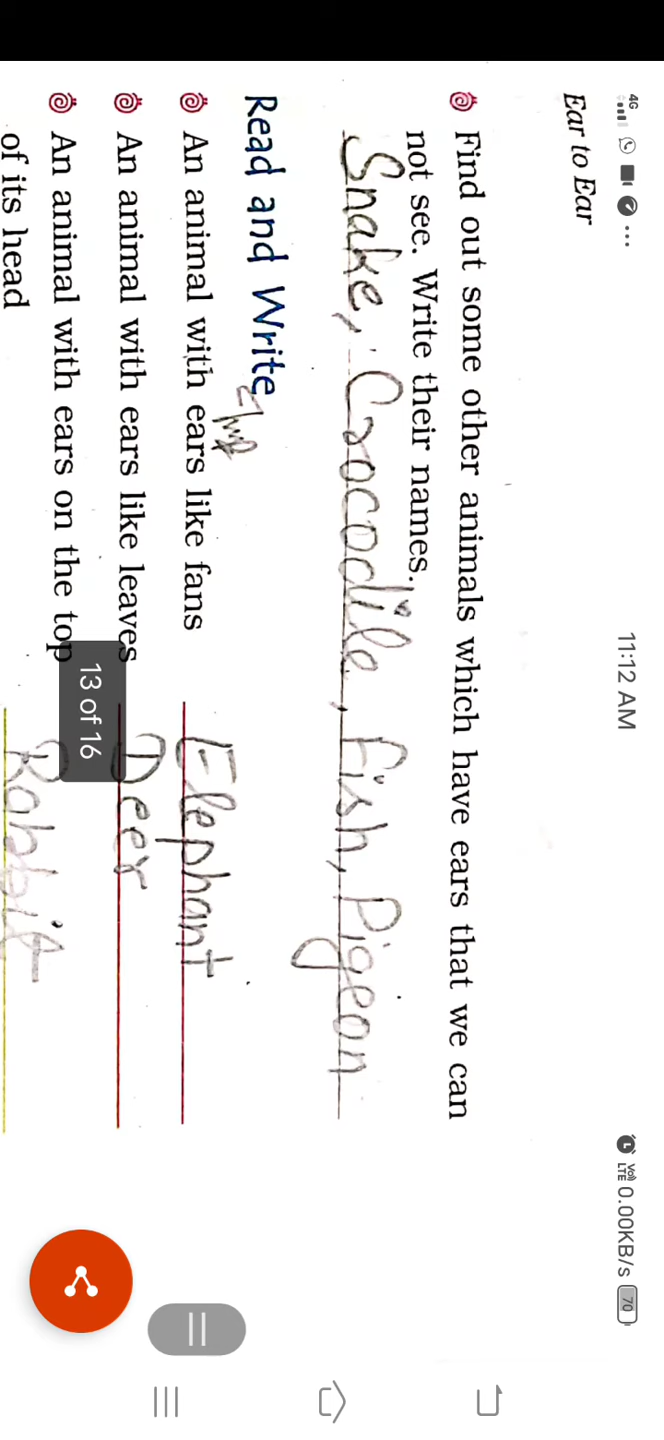 4G 11:12 AM Vo) LTE 0.00KB/s 70
Ear to Ear
Find out some other animals which have ears that we can
not see. Write their names.
Snake, Crocodile, Fish, Pigeon
Read and Write
An animal with ears like fans Elephant
An animal with ears like leaves Deer
An animal with ears on the top
of its head Rabbit
13 of 16